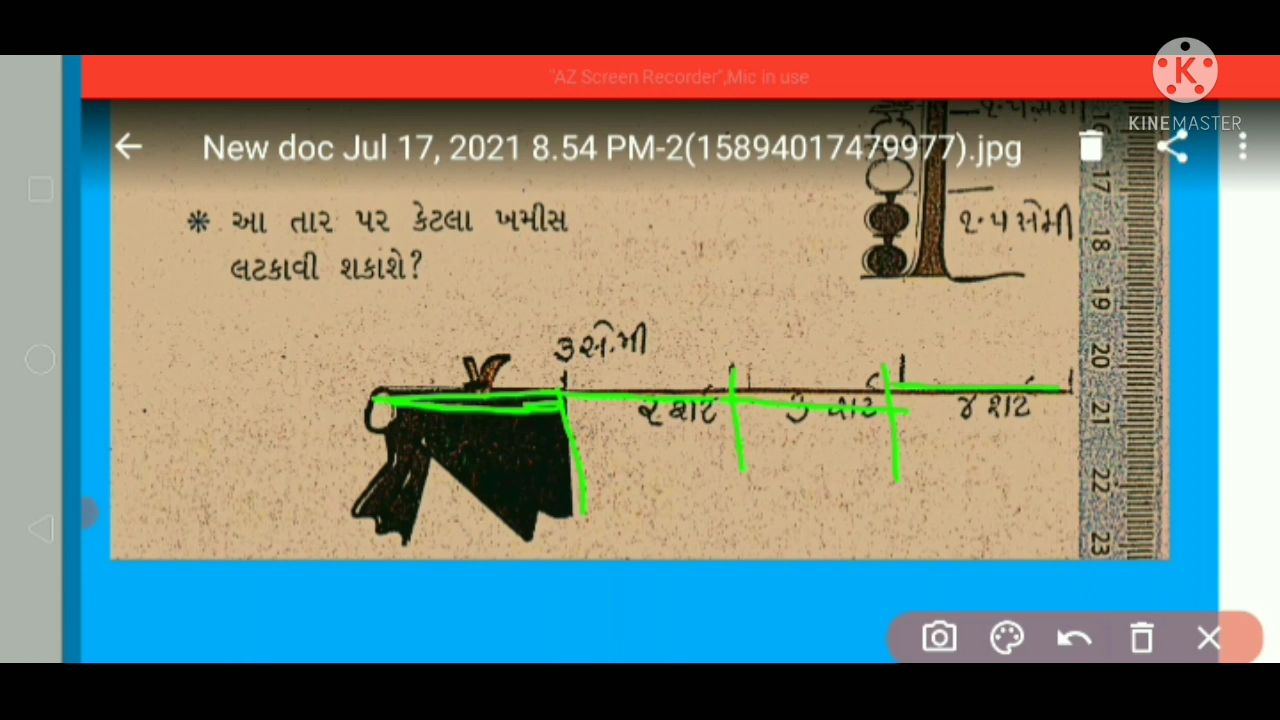 "AZ Screen Recorder",Mic in use
KINEMASTER
New doc Jul 17, 2021 8.54 PM-2(15894017479977).jpg
17
* આ તાર પર કેટલા ખમીસ
લટકાવી શકાશે?
૨.૫ સેમી
18
19
20
21
22
23
૩ સે.મી
૨ શર્ટ
૩ શર્ટ
૪ શર્ટ